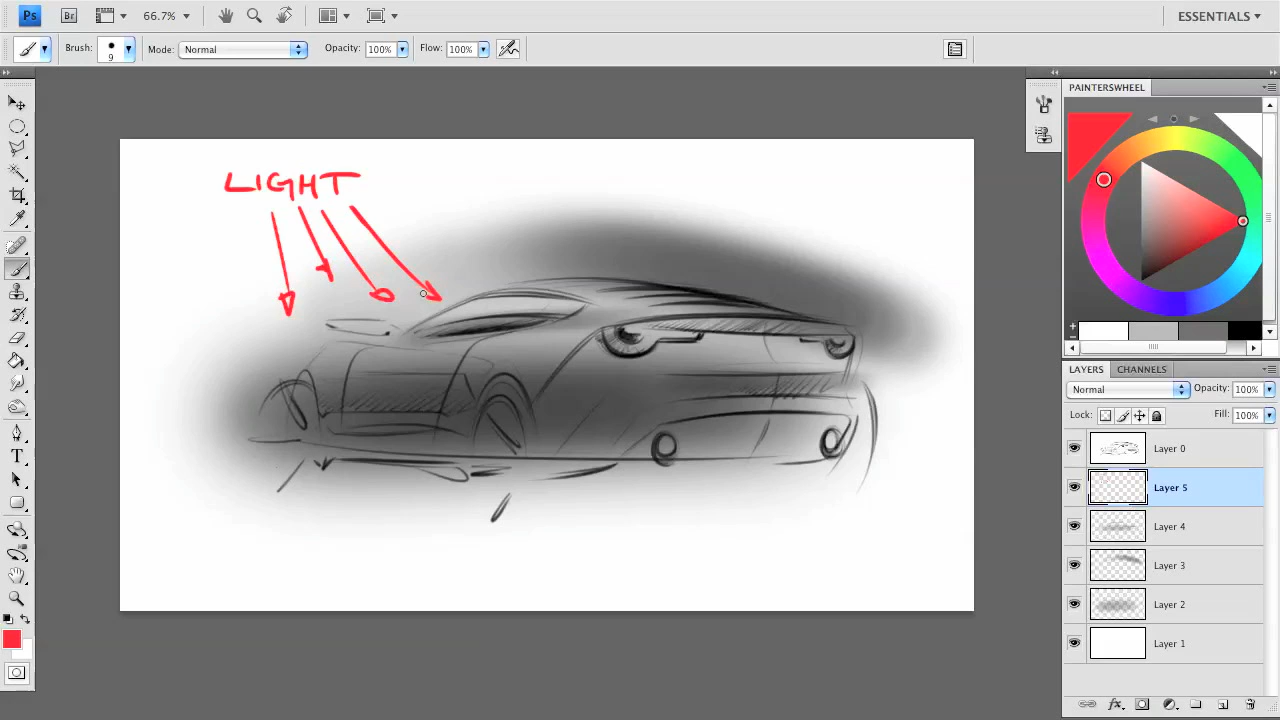 Ps Br 66.7% ESSENTIALS
Brush: 9 Mode: Normal Opacity: 100% Flow: 100%
PAINTERSWHEEL
LIGHT
LAYERS CHANNELS
Normal Opacity: 100%
Lock: Fill: 100%
Layer 0
Layer 5
Layer 4
Layer 3
Layer 2
Layer 1
fx